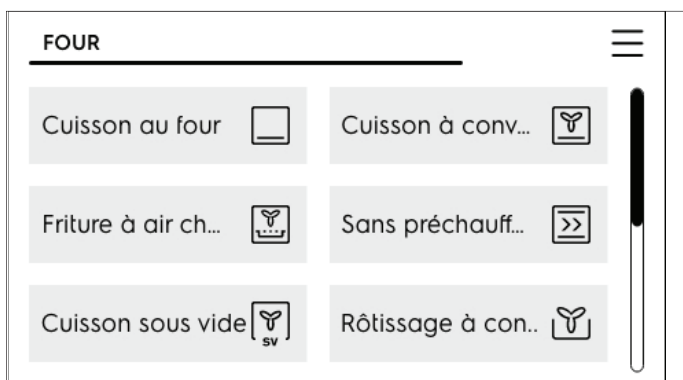 FOUR
Cuisson au four
Cuisson à conv...
Friture à air ch...
Sans préchauff...
Cuisson sous vide
SV
Rôtissage à con..